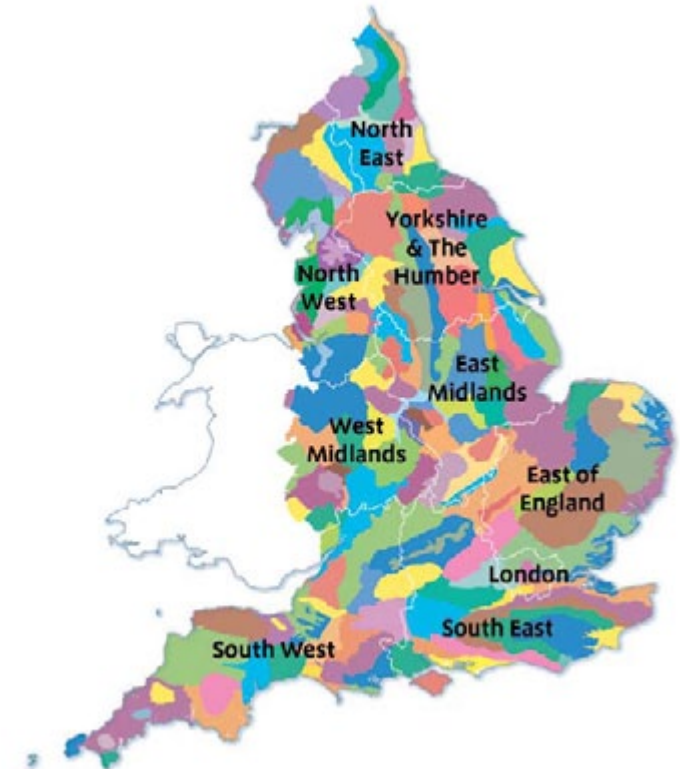 North
East
Yorkshire
& The
Humber
North
West
East
Midlands
West
Midlands
East of
England
London
South East
South West